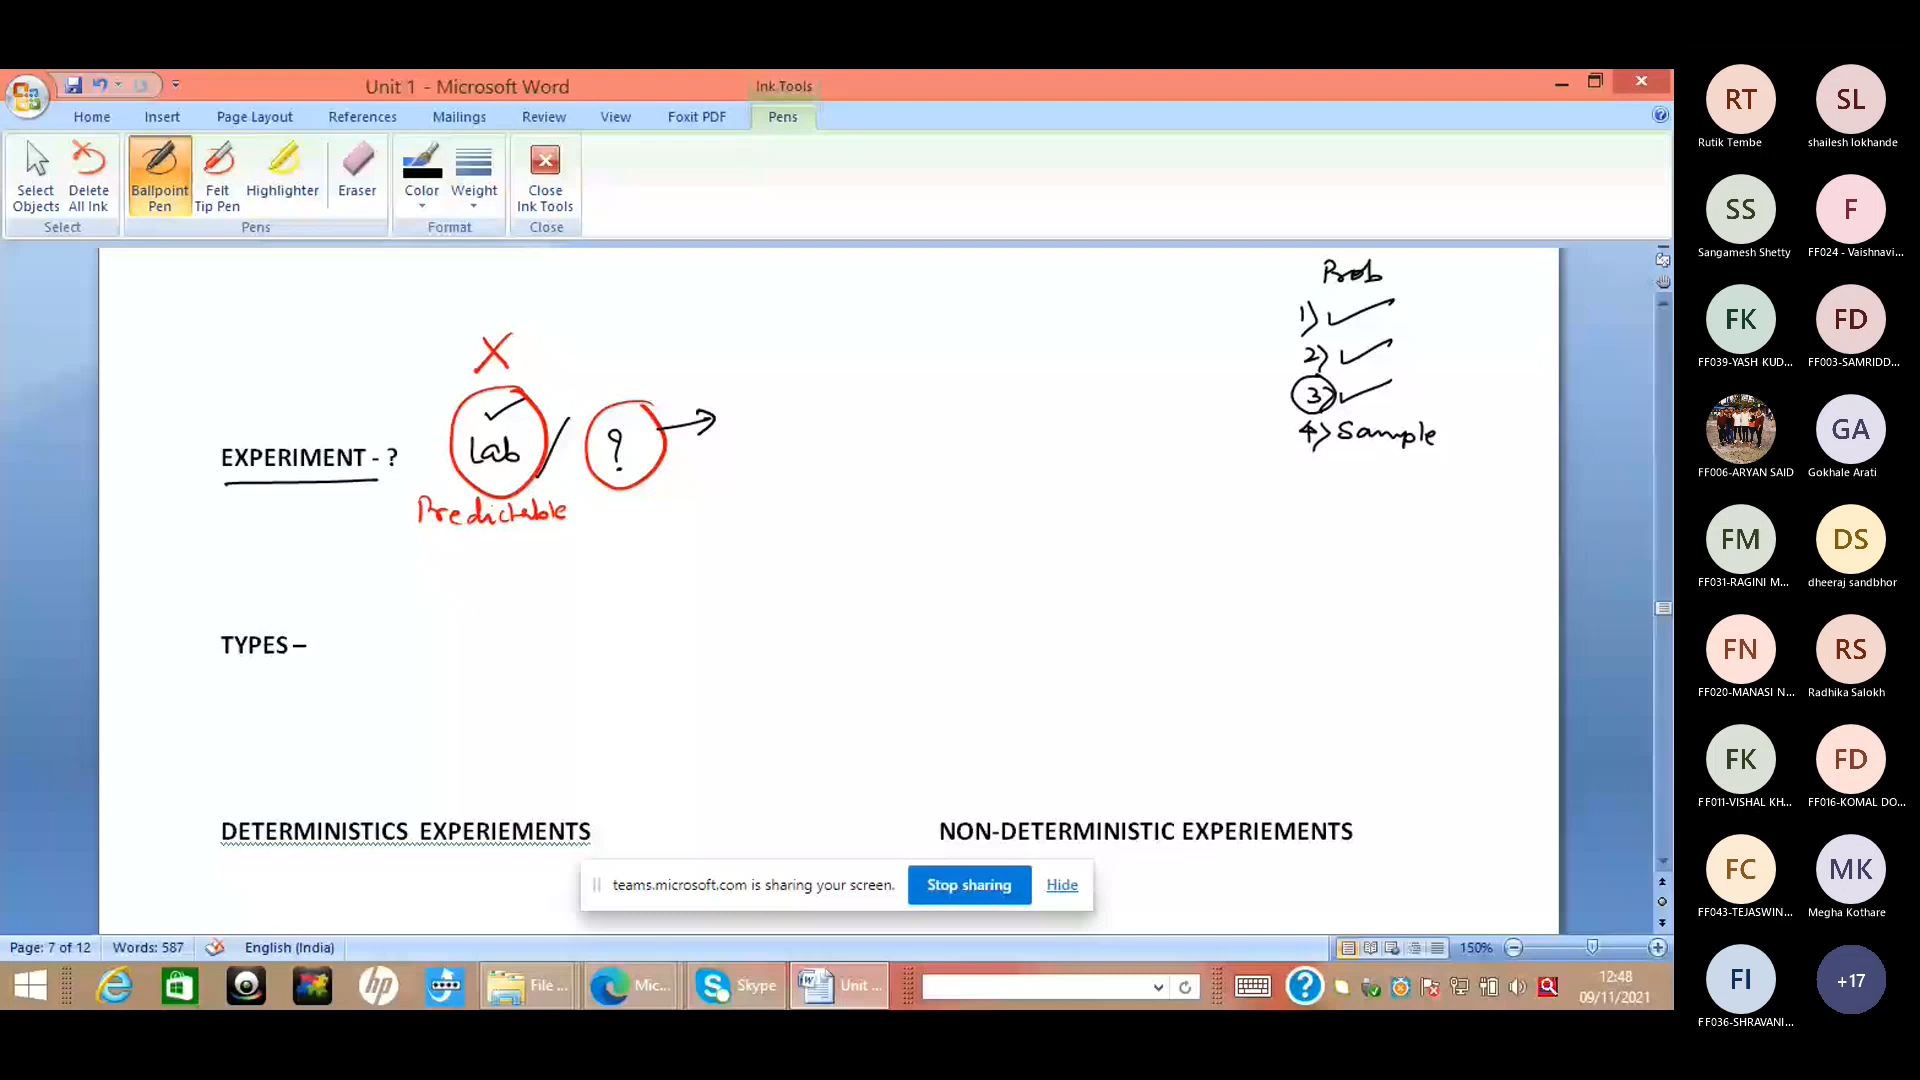 Unit 1 - Microsoft Word
Ink Tools
Home Insert Page Layout References Mailings Review View Foxit PDF Pens
Select Objects
Delete All Ink
Ballpoint Pen
Felt Tip Pen
Highlighter
Eraser
Color
Weight
Close Ink Tools
Select Pens Format Close
Prob
1)
2)
3)
4) Sample
X
EXPERIMENT - ? Lab / ?
Predictable
TYPES –
DETERMINISTICS EXPERIEMENTS NON-DETERMINISTIC EXPERIEMENTS
teams.microsoft.com is sharing your screen. Stop sharing Hide
Page: 7 of 12 Words: 587 English (India) 150%
File ... Mic... Skype Unit ...
12:48
09/11/2021
RT SL
Rutik Tembe shailesh lokhande
SS F
Sangamesh Shetty FF024 - Vaishnavi...
FK FD
FF039-YASH KUD... FF003-SAMRIDD...
GA
FF006-ARYAN SAID Gokhale Arati
FM DS
FF031-RAGINI M... dheeraj sandbhor
FN RS
FF020-MANASI N... Radhika Salokh
FK FD
FF011-VISHAL KH... FF016-KOMAL DO...
FC MK
FF043-TEJASWIN... Megha Kothare
FI +17
FF036-SHRAVANI...